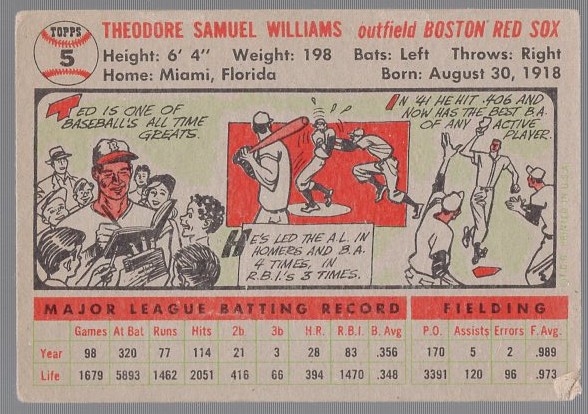 TOPPS
5
THEODORE SAMUEL WILLIAMS outfield BOSTON RED SOX
Height: 6' 4" Weight: 198 Bats: Left Throws: Right
Home: Miami, Florida Born: August 30, 1918
TED IS ONE OF
BASEBALL'S ALL TIME
GREATS.
IN '41 HE HIT .406 AND
NOW HAS THE BEST B.A.
OF ANY ACTIVE
PLAYER.
HE'S LED THE A.L. IN
HOMERS AND B.A.
4 TIMES, IN
R.B.I.'S 3 TIMES.
MAJOR LEAGUE BATTING RECORD FIELDING
Games At Bat Runs Hits 2b 3b H.R. R.B.I. B. Avg P.O. Assists Errors F. Avg.
Year 98 320 77 114 21 3 28 83 .356 170 5 2 .989
Life 1679 5893 1462 2051 416 66 394 1470 .348 3391 120 96 .973